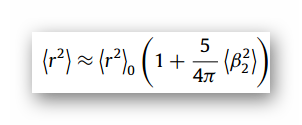 ⟨r²⟩ ≈ ⟨r²⟩₀ (1 + 5/4π ⟨β₂²⟩)